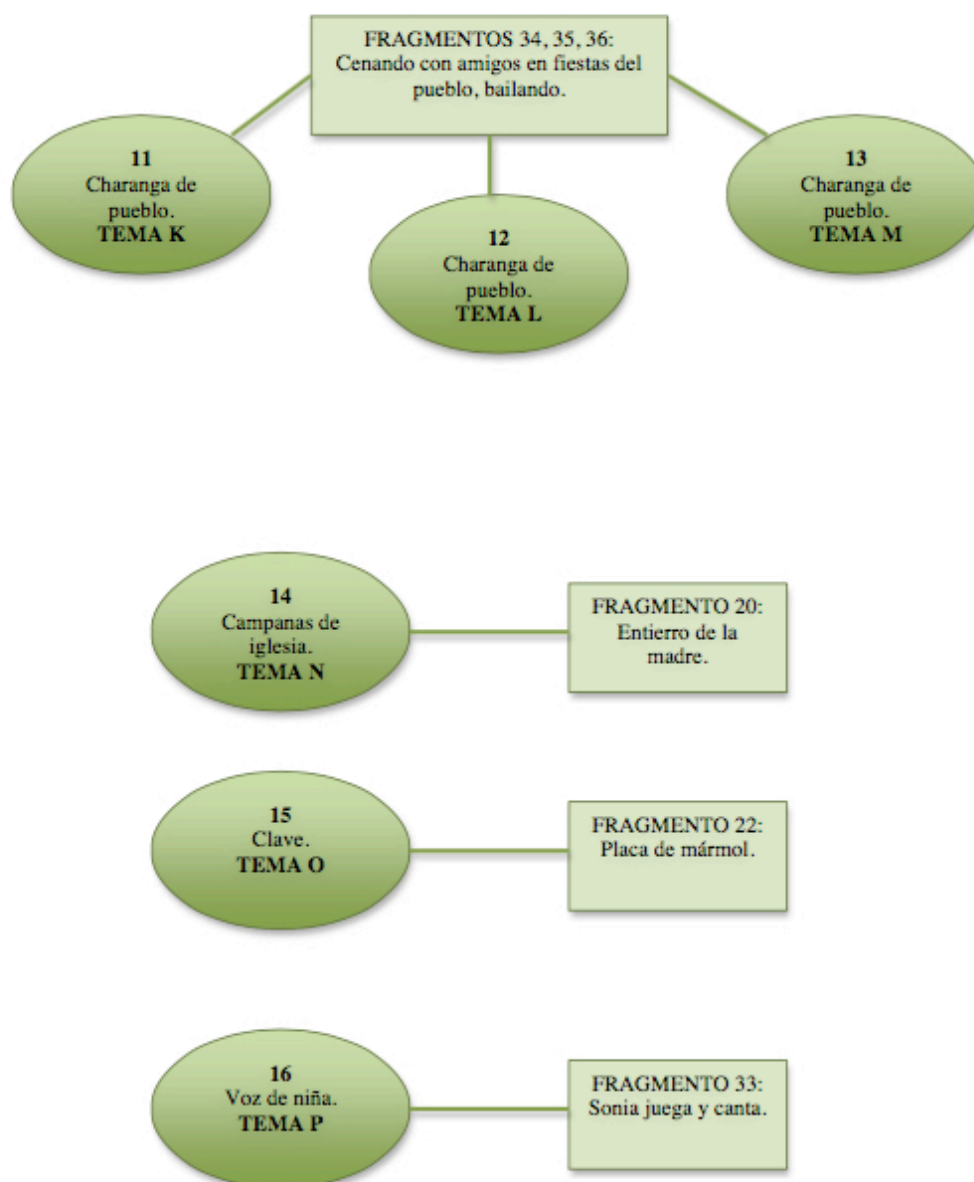 FRAGMENTOS 34, 35, 36:
Cenando con amigos en fiestas del
pueblo, bailando.
11
Charanga de
pueblo.
TEMA K
12
Charanga de
pueblo.
TEMA L
13
Charanga de
pueblo.
TEMA M
14
Campanas de
iglesia.
TEMA N
FRAGMENTO 20:
Entierro de la
madre.
15
Clave.
TEMA O
FRAGMENTO 22:
Placa de mármol.
16
Voz de niña.
TEMA P
FRAGMENTO 33:
Sonia juega y canta.